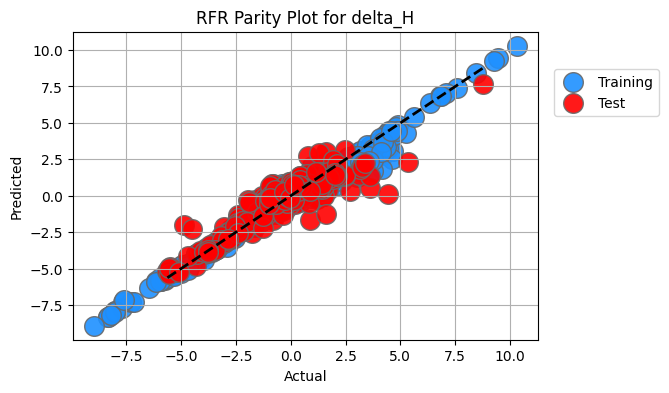 RFR Parity Plot for delta_H
10.0
7.5
5.0
2.5
0.0
−2.5
−5.0
−7.5
Predicted
−7.5 −5.0 −2.5 0.0 2.5 5.0 7.5 10.0
Actual
Training
Test